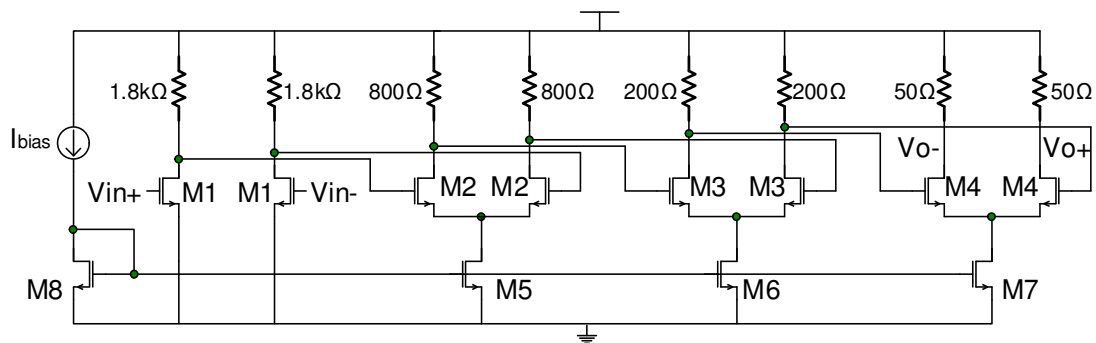 1.8kΩ 1.8kΩ 800Ω 800Ω 200Ω 200Ω 50Ω 50Ω
Ibias
Vo- Vo+
Vin+ M1 M1 Vin- M2 M2 M3 M3 M4 M4
M8 M5 M6 M7